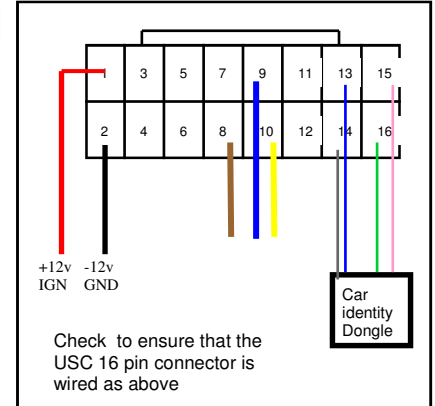 1 3 5 7 9 11 13 15
2 4 6 8 10 12 14 16
+12v -12v
IGN GND
Car
identity
Dongle
Check to ensure that the
USC 16 pin connector is
wired as above